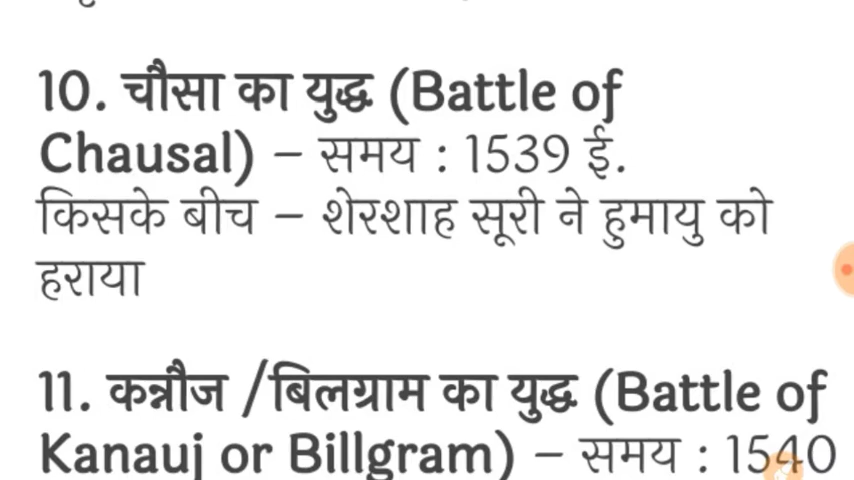 10. चौसा का युद्ध (Battle of
Chausal) – समय : 1539 ई.
किसके बीच – शेरशाह सूरी ने हुमायु को
हराया
11. कन्नौज /बिलग्राम का युद्ध (Battle of
Kanauj or Billgram) – समय : 1540